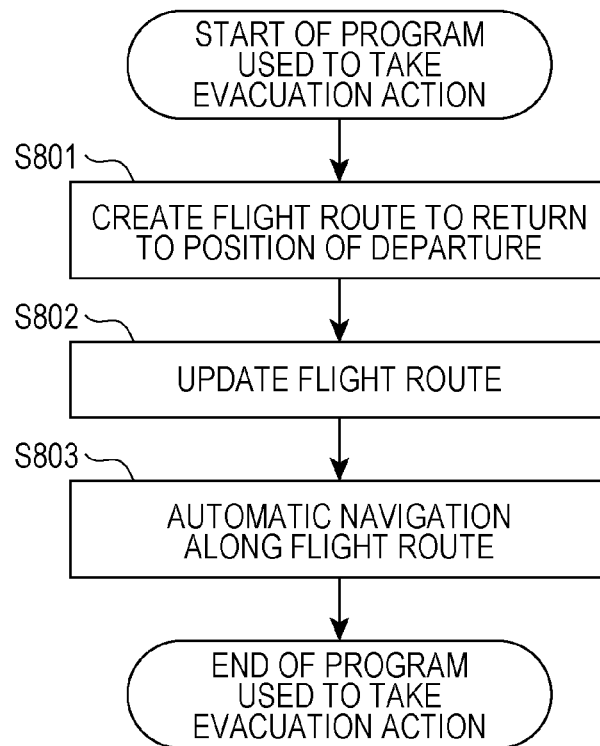 START OF PROGRAM
USED TO TAKE
EVACUATION ACTION
S801
CREATE FLIGHT ROUTE TO RETURN
TO POSITION OF DEPARTURE
S802
UPDATE FLIGHT ROUTE
S803
AUTOMATIC NAVIGATION
ALONG FLIGHT ROUTE
END OF PROGRAM
USED TO TAKE
EVACUATION ACTION